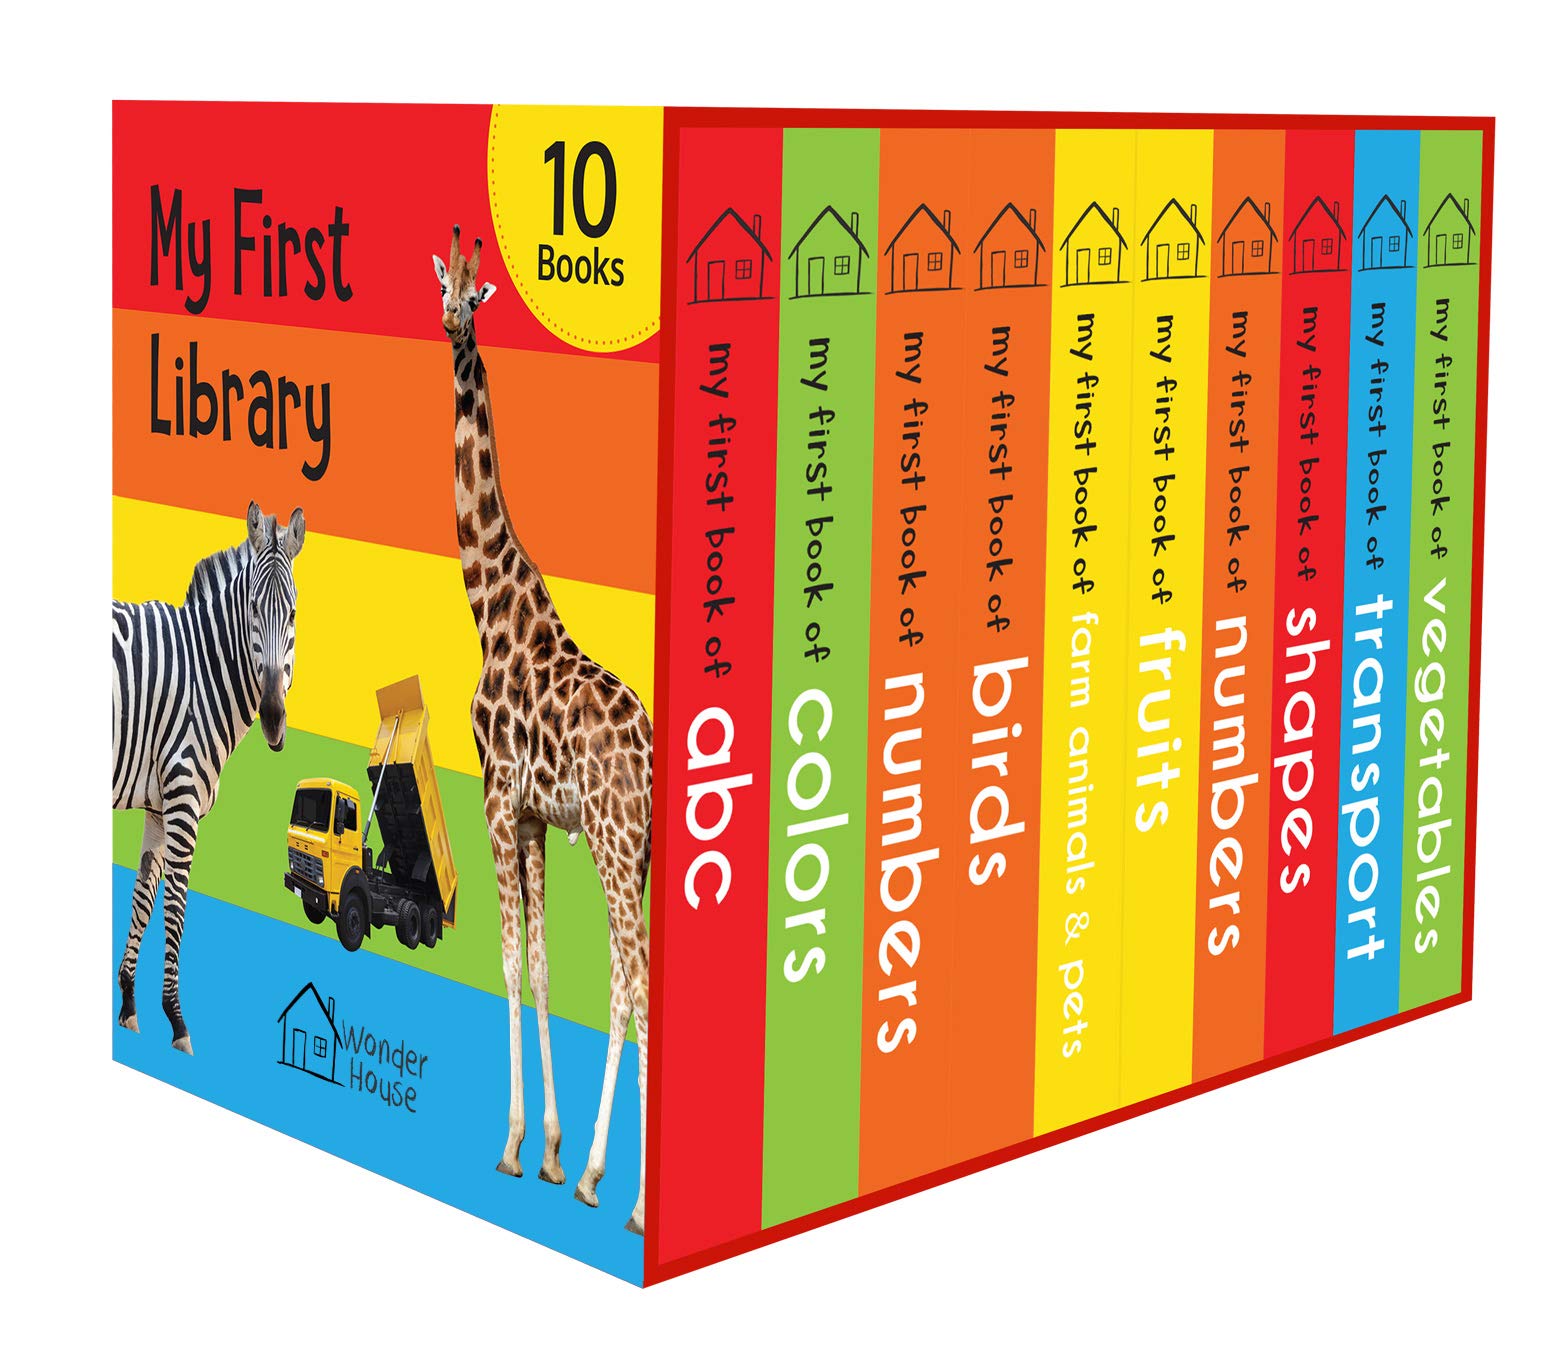 My First
Library
10
Books
Wonder
House
my first book of abc
my first book of colors
my first book of numbers
my first book of birds
my first book of farm animals & pets
my first book of fruits
my first book of numbers
my first book of shapes
my first book of transport
my first book of vegetables